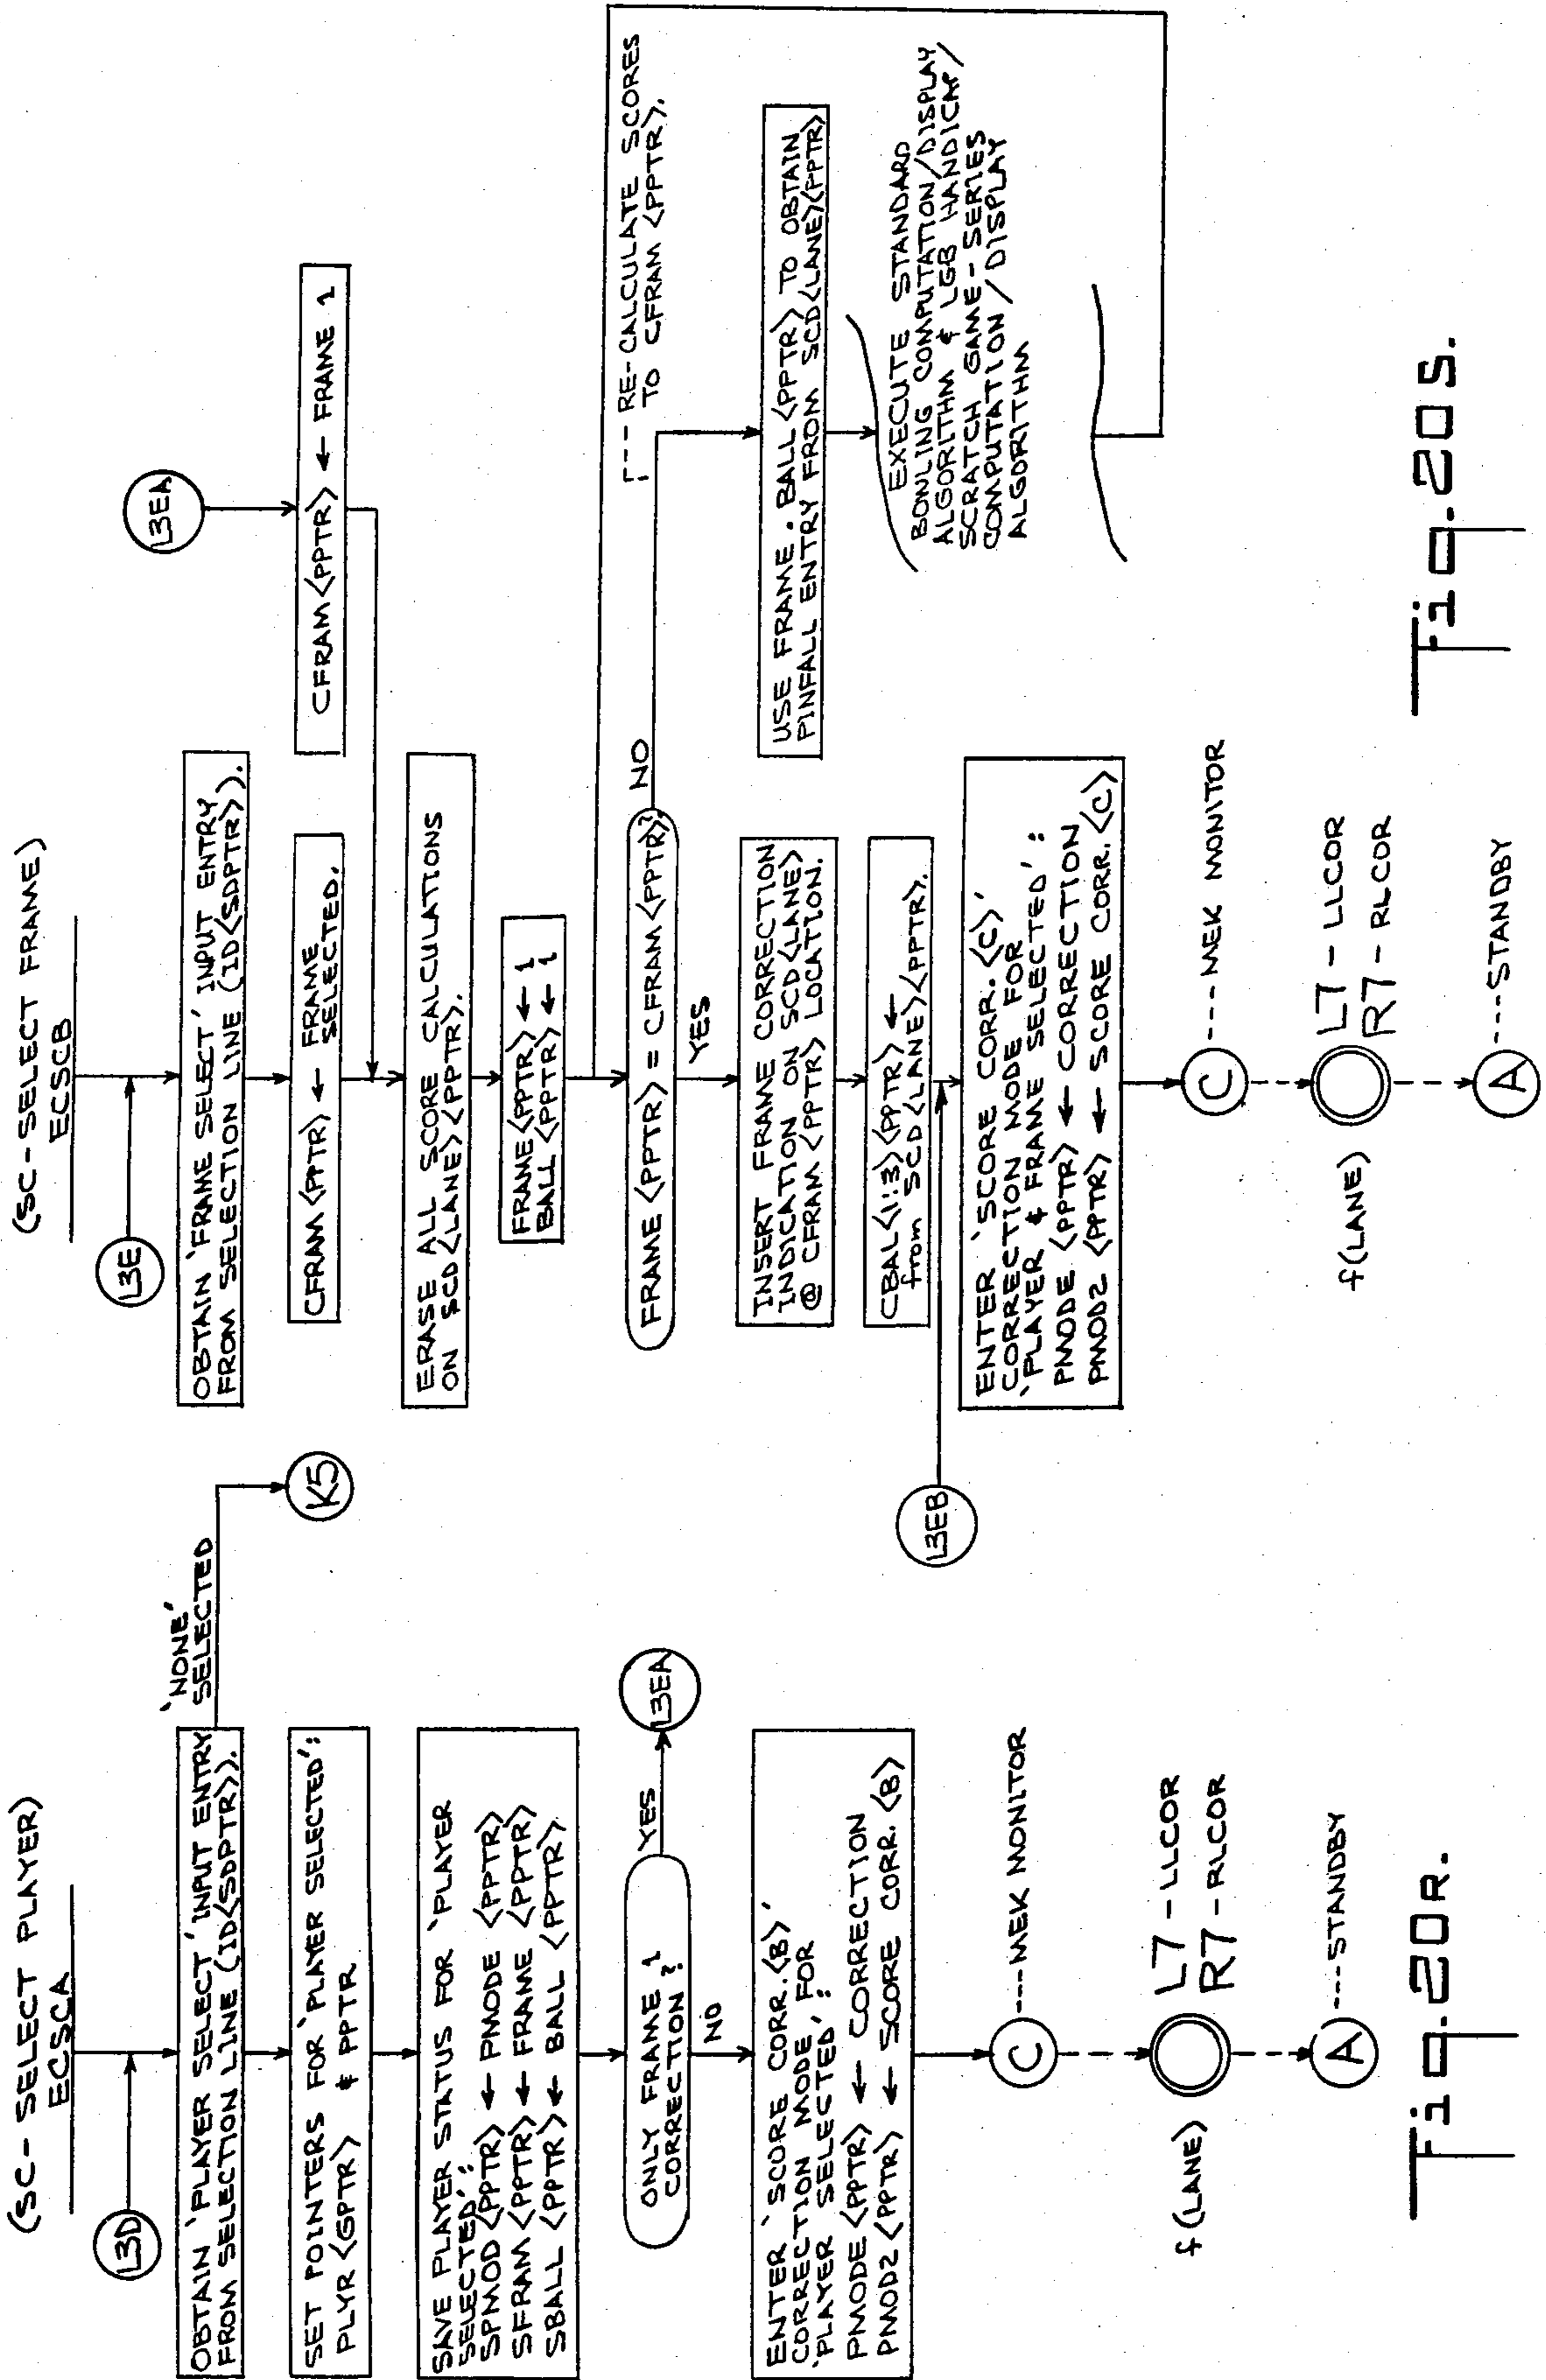 (SC-SELECT PLAYER)
ECSCA
L3D
OBTAIN 'PLAYER SELECT' INPUT ENTRY
FROM SELECTION LINE (ID<SDPTR>).
'NONE'
SELECTED
K5
SET POINTERS FOR 'PLAYER SELECTED':
PLYR <GPTR> & PPTR
SAVE PLAYER STATUS FOR 'PLAYER
SELECTED':
SPMOD <PPTR> ← PMODE <PPTR>
SFRAM <PPTR> ← FRAME <PPTR>
SBALL <PPTR> ← BALL <PPTR>
ONLY FRAME 1
CORRECTION ?
YES
L3EA
NO
ENTER 'SCORE CORR.<B>'
CORRECTION MODE FOR
'PLAYER SELECTED':
PMODE <PPTR> ← CORRECTION
PMOD2 <PPTR> ← SCORE CORR.<B>
C ---MEK MONITOR
f(LANE)
L7 - LLCOR
R7 - RLCOR
A ----STANDBY
Fig. 20R.
(SC-SELECT FRAME)
ECSCB
L3E
OBTAIN 'FRAME SELECT' INPUT ENTRY
FROM SELECTION LINE (ID<SDPTR>).
L3EA
CFRAM <PPTR> ← FRAME
SELECTED.
CFRAM <PPTR> ← FRAME 1
ERASE ALL SCORE CALCULATIONS
ON SCD<LANE><PPTR>.
FRAME <PPTR> ← 1
BALL <PPTR> ← 1
---RE-CALCULATE SCORES
TO CFRAM <PPTR>.
FRAME <PPTR> = CFRAM <PPTR>?
NO
YES
USE FRAME. BALL <PPTR> TO OBTAIN
PINFALL ENTRY FROM SCD<LANE><PPTR>
INSERT FRAME CORRECTION
INDICATION ON SCD<LANE>
@ CFRAM <PPTR> LOCATION.
EXECUTE STANDARD
BOWLING COMPUTATION/DISPLAY
ALGORITHM & LGB HANDICAP/
SCRATCH GAME-SERIES
COMPUTATION/DISPLAY
ALGORITHM
CBAL<1:3><PPTR> ←
from SCD<LANE><PPTR>.
L3EB
ENTER 'SCORE CORR.<C>'
CORRECTION MODE FOR
'PLAYER & FRAME SELECTED':
PMODE <PPTR> ← CORRECTION
PMOD2 <PPTR> ← SCORE CORR.<C>
C ----MEK MONITOR
f(LANE)
L7 - LLCOR
R7 - RLCOR
A ----STANDBY
Fig. 20S.